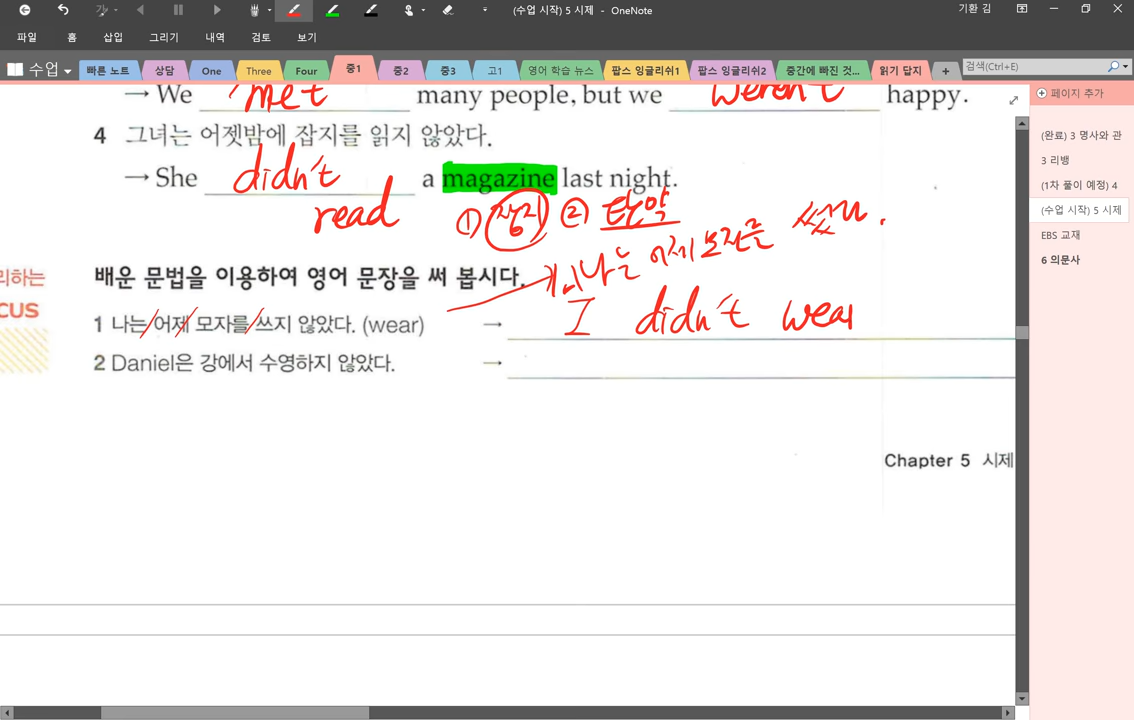 (수업 시작) 5 시제 - OneNote
기환 김
파일 홈 삽입 그리기 내역 검토 보기
수업 빠른 노트 상담 One Three Four 중1 중2 중3 고1 영어 학습 뉴스 팝스 잉글리쉬1 팝스 잉글리쉬2 중간에 빠진 것... 읽기 답지 + 검색(Ctrl+E)
페이지 추가
(완료) 3 명사와 관
3 리뱅
(1차 풀이 예정) 4
(수업 시작) 5 시제
EBS 교재
6 의문사
→ We met many people, but we weren't happy.
4 그녀는 어젯밤에 잡지를 읽지 않았다.
→ She didn't a magazine last night.
read ① 잡지 ② 탄약
나는 어제 모자를 썼다.
리하는
CUS
배운 문법을 이용하여 영어 문장을 써 봅시다.
1 나는/어제/모자를/쓰지 않았다. (wear) → I didn't wear
2 Daniel은 강에서 수영하지 않았다. →
Chapter 5 시제